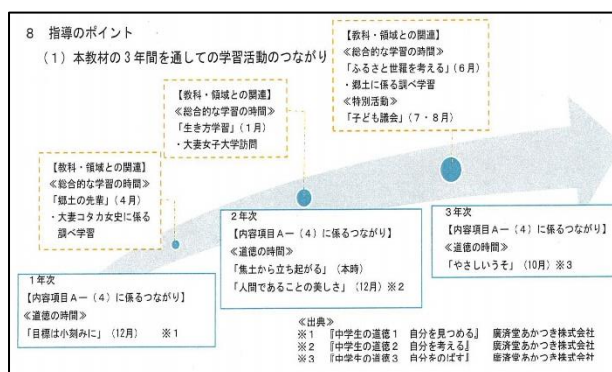 8 指導のポイント
(1)本教材の3年間を通しての学習活動のつながり
【教科・領域との関連】
≪総合的な学習の時間≫
「郷土の先輩」(4月)
・大妻コタカ女史に係る
調べ学習
【教科・領域との関連】
≪総合的な学習の時間≫
「生き方学習」(1月)
・大妻女子大学訪問
【教科・領域との関連】
≪総合的な学習の時間≫
「ふるさと世羅を考える」(6月)
・郷土に係る調べ学習
≪特別活動≫
「子ども議会」(7・8月)
1年次
【内容項目A-(4)に係るつながり】
≪道徳の時間≫
「目標は小刻みに」(12月) ※1
2年次
【内容項目A-(4)に係るつながり】
≪道徳の時間≫
「焦土から立ち起がる」(本時)
「人間であることの美しさ」(12月)※2
3年次
【内容項目A-(4)に係るつながり】
≪道徳の時間≫
「やさしいうそ」(10月)※3
≪出典≫
※1 『中学生の道徳1 自分を見つめる』 廣済堂あかつき株式会社
※2 『中学生の道徳2 自分を考える』 廣済堂あかつき株式会社
※3 『中学生の道徳3 自分をのばす』 廣済堂あかつき株式会社